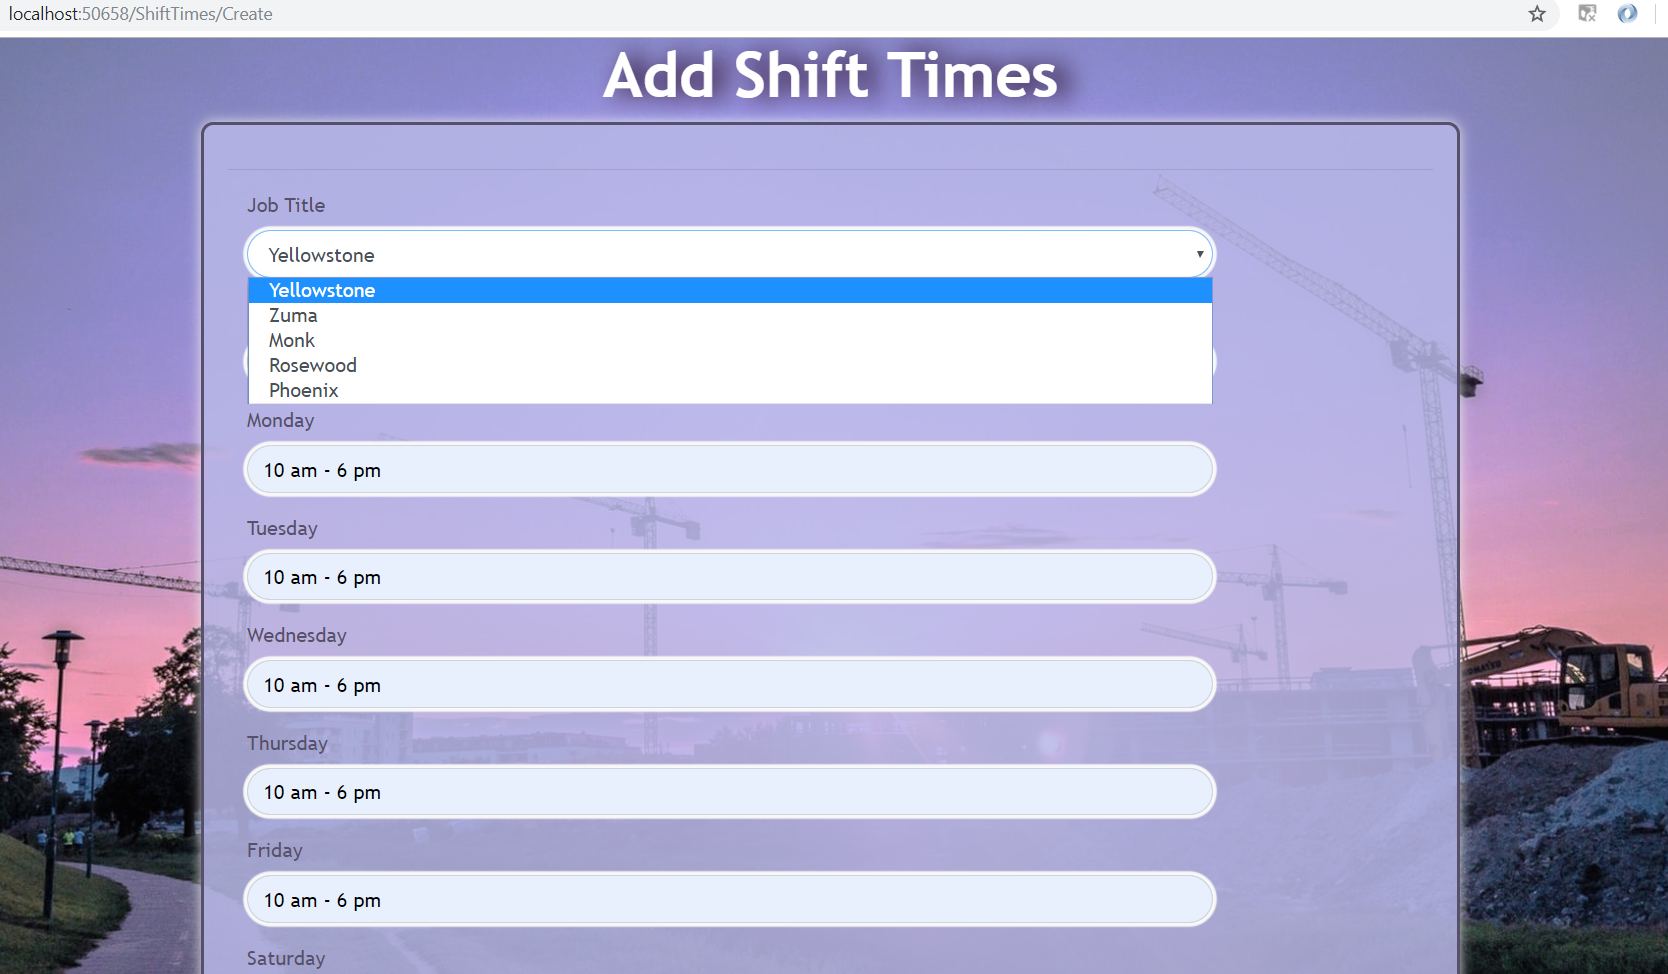 localhost:50658/ShiftTimes/Create
Add Shift Times
Job Title
Yellowstone
Yellowstone
Zuma
Monk
Rosewood
Phoenix
Monday
10 am - 6 pm
Tuesday
10 am - 6 pm
Wednesday
10 am - 6 pm
Thursday
10 am - 6 pm
Friday
10 am - 6 pm
Saturday
KOMATSU